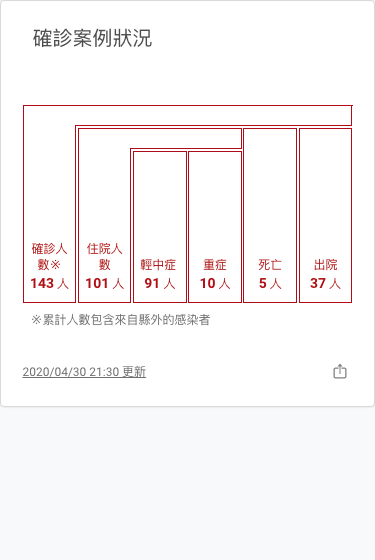 確診案例狀況
確診人
數※
143 人
住院人
數
101 人
輕中症
91 人
重症
10 人
死亡
5 人
出院
37 人
※累計人數包含來自縣外的感染者
2020/04/30 21:30 更新